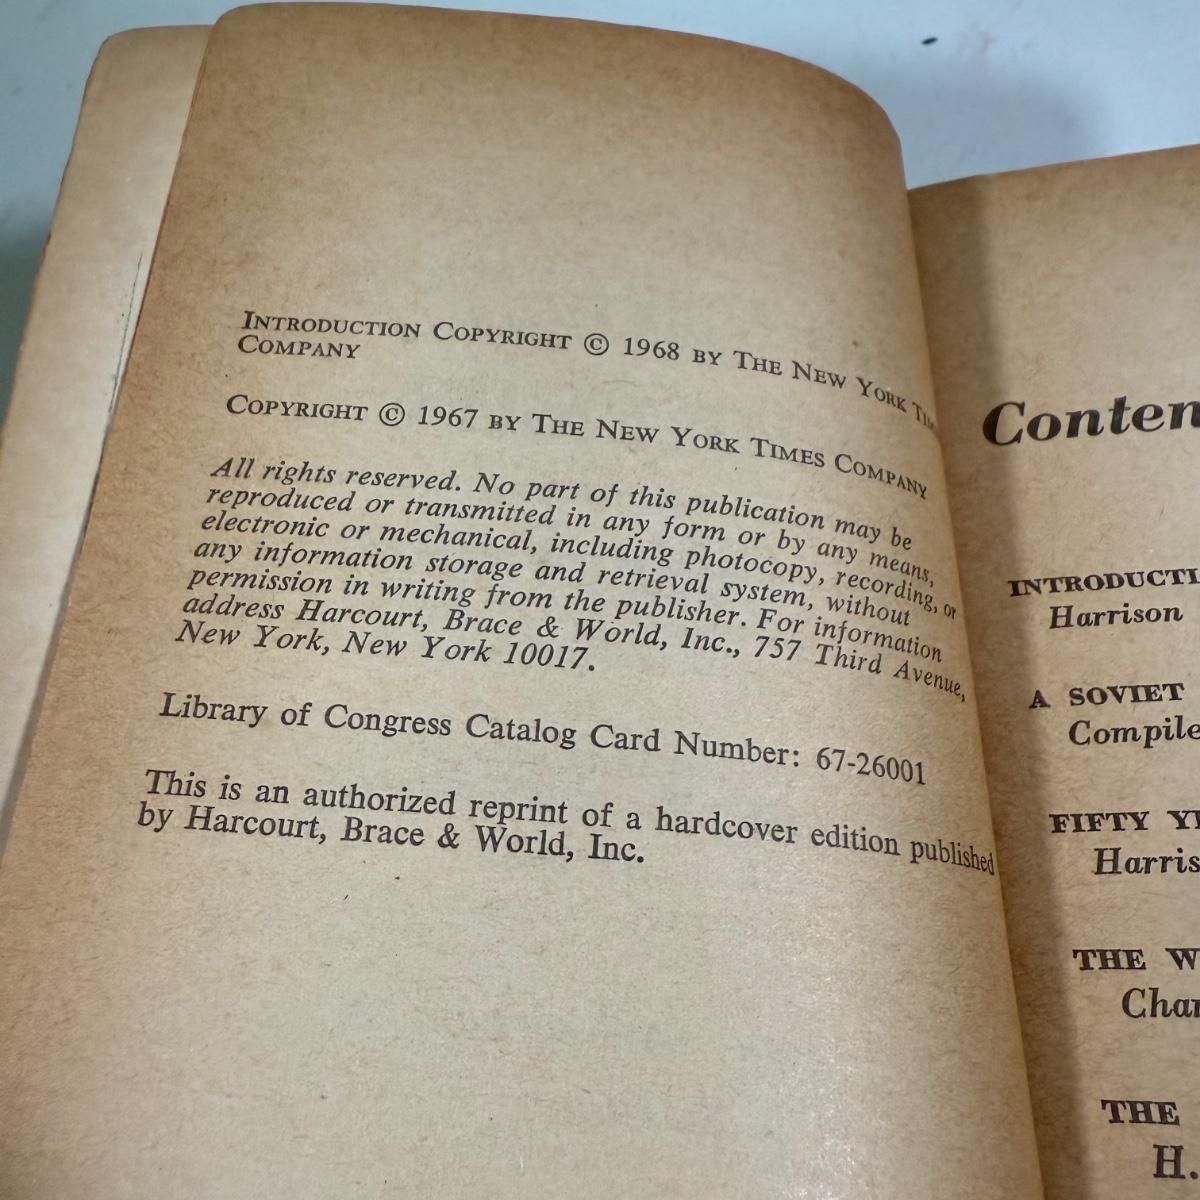 INTRODUCTION COPYRIGHT © 1968 BY THE NEW YORK
COMPANY
COPYRIGHT © 1967 BY THE NEW YORK TIMES COMPANY
All rights reserved. No part of this publication may be
reproduced or transmitted in any form or by any means,
electronic or mechanical, including photocopy, recording, or
any information storage and retrieval system, without
permission in writing from the publisher. For information
address Harcourt, Brace & World, Inc., 757 Third Avenue,
New York, New York 10017.
Library of Congress Catalog Card Number: 67-26001
This is an authorized reprint of a hardcover edition published
by Harcourt, Brace & World, Inc.
Conten
INTRODUCTI
Harrison
A SOVIET
Compile
FIFTY YE
Harris
THE W
Char
THE
H.